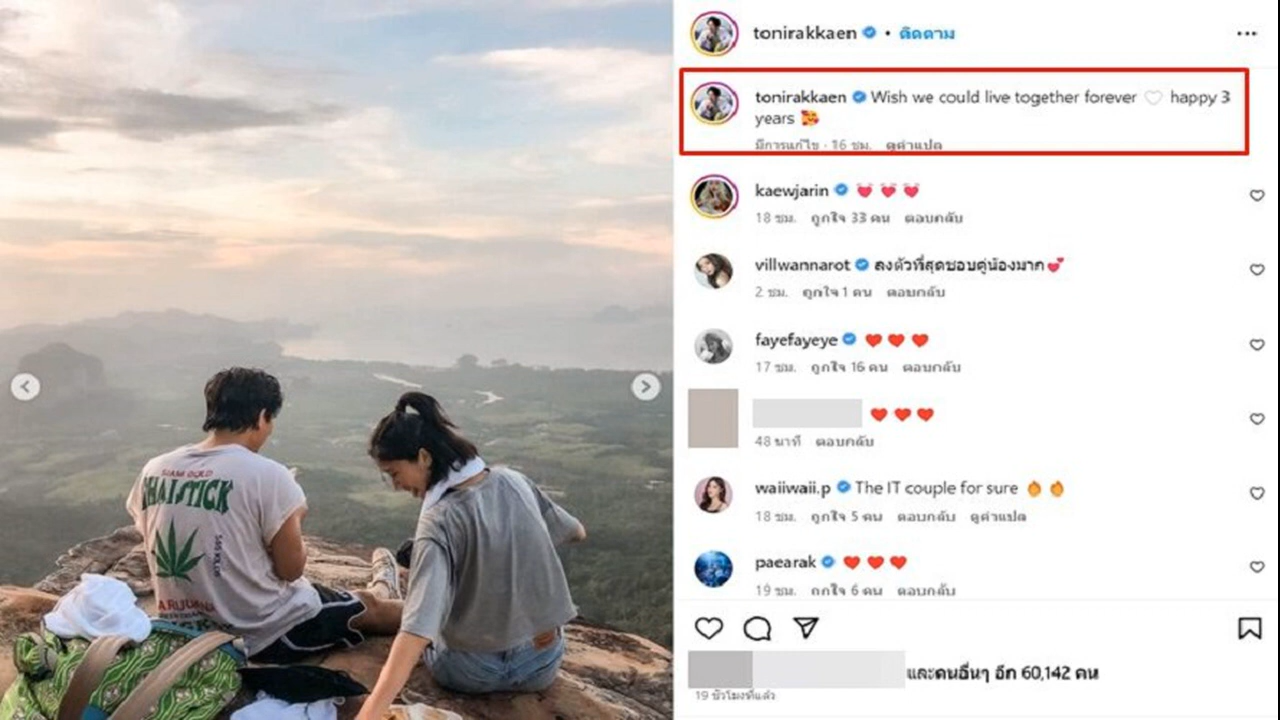 tonirakkaen • ติดตาม
tonirakkaen Wish we could live together forever 🤍 happy 3
years 🥰
มีการแก้ไข · 16 ชม. ดูคำแปล
kaewjarin 💓 💓 💓
18 ชม. ถูกใจ 33 คน ตอบกลับ
villwannarot ลงตัวที่สุดชอบคู่น้องมาก💕
2 ชม. ถูกใจ 1 คน ตอบกลับ
fayefayeye ❤️ ❤️ ❤️
17 ชม. ถูกใจ 16 คน ตอบกลับ
❤️ ❤️ ❤️
48 นาที ตอบกลับ
waiiwaii.p The IT couple for sure 🔥 🔥
18 ชม. ถูกใจ 5 คน ตอบกลับ ดูคำแปล
paearak ❤️ ❤️ ❤️
19 ชม. ถูกใจ 6 คน ตอบกลับ
และคนอื่นๆ อีก 60,142 คน
19 ชั่วโมงที่แล้ว
SIAM GOLD
THAI STICK